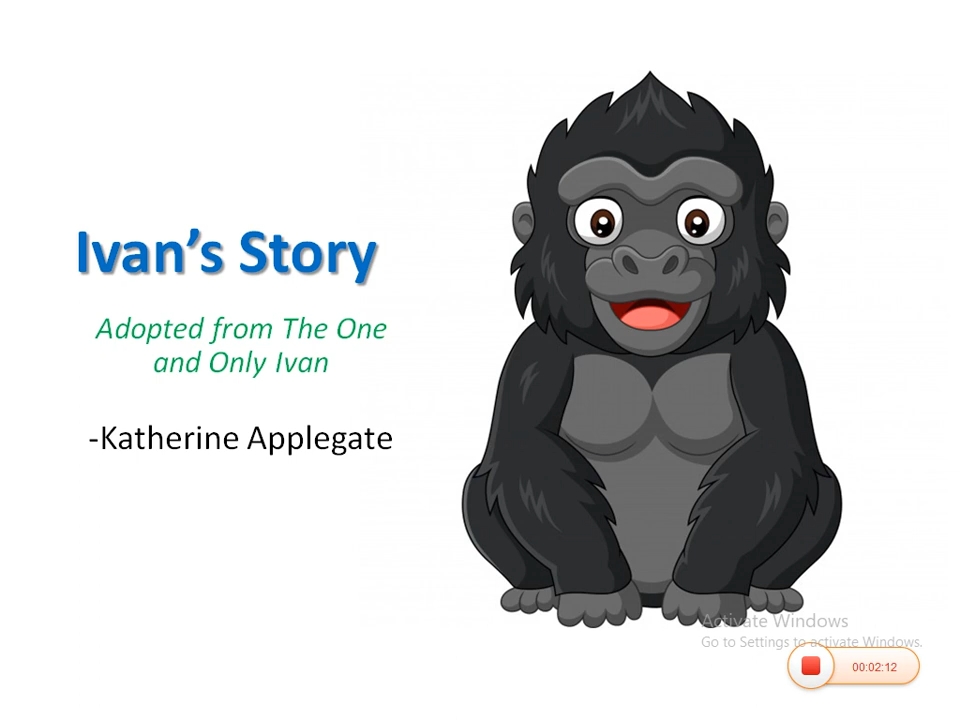 Ivan’s Story
Adopted from The One
and Only Ivan
-Katherine Applegate
Activate Windows
Go to Settings to activate Windows.
00:02:12